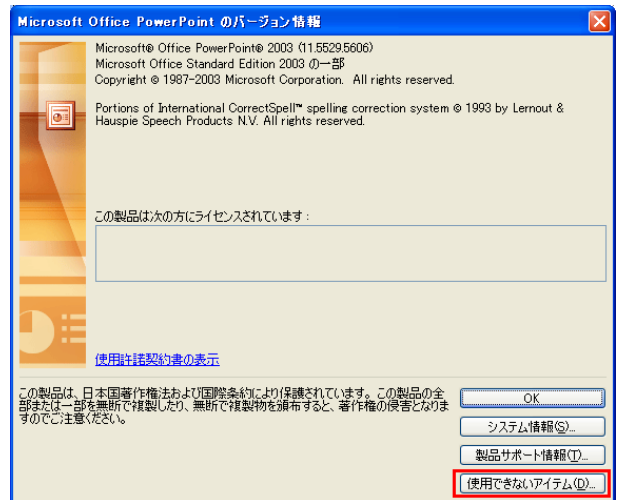 Microsoft Office PowerPoint のバージョン情報
Microsoft® Office PowerPoint® 2003 (11.5529.5606)
Microsoft Office Standard Edition 2003 の一部
Copyright © 1987-2003 Microsoft Corporation. All rights reserved.
Portions of International CorrectSpell™ spelling correction system © 1993 by Lernout &
Hauspie Speech Products N.V. All rights reserved.
この製品は次の方にライセンスされています:
使用許諾契約書の表示
この製品は、日本国著作権法および国際条約により保護されています。この製品の全
部または一部を無断で複製したり、無断で複製物を頒布すると、著作権の侵害となりま
すのでご注意ください。
OK
システム情報(S)...
製品サポート情報(T)...
使用できないアイテム(D)...